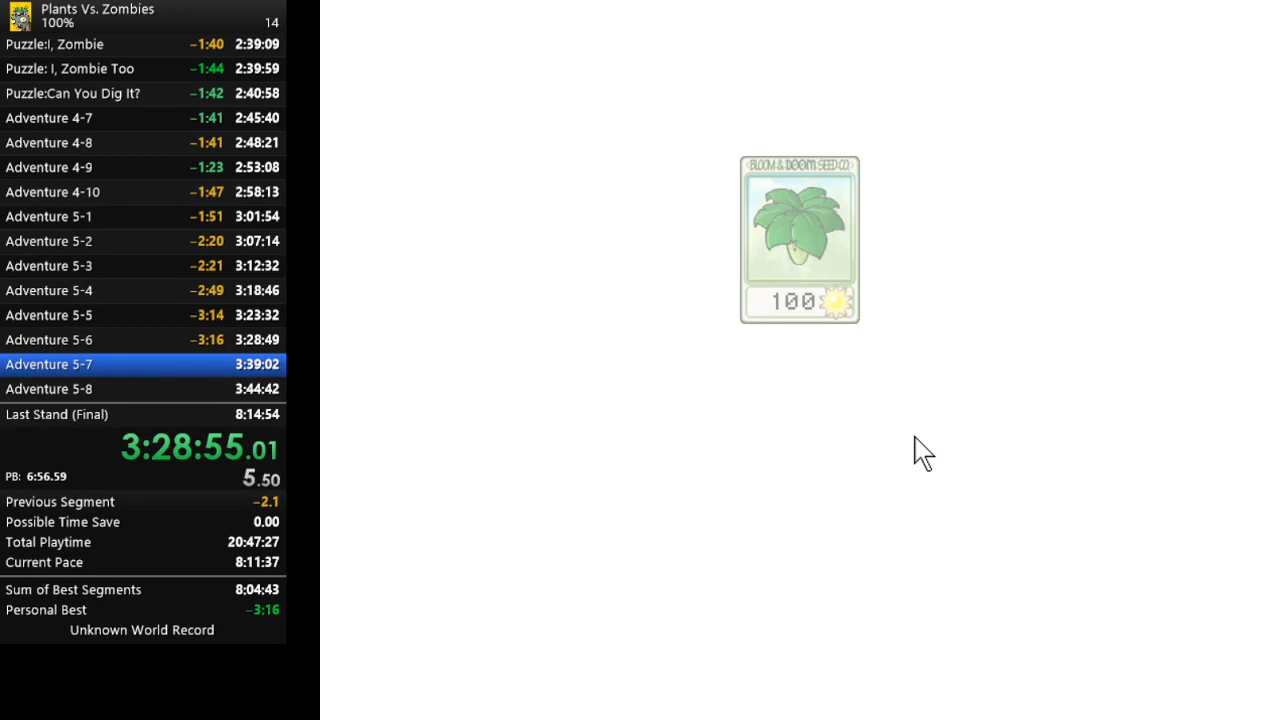 Plants Vs. Zombies
100% 14
Puzzle:I, Zombie −1:40 2:39:09
Puzzle: I, Zombie Too −1:44 2:39:59
Puzzle:Can You Dig It? −1:42 2:40:58
Adventure 4-7 −1:41 2:45:40
Adventure 4-8 −1:41 2:48:21
Adventure 4-9 −1:23 2:53:08
Adventure 4-10 −1:47 2:58:13
Adventure 5-1 −1:51 3:01:54
Adventure 5-2 −2:20 3:07:14
Adventure 5-3 −2:21 3:12:32
Adventure 5-4 −2:49 3:18:46
Adventure 5-5 −3:14 3:23:32
Adventure 5-6 −3:16 3:28:49
Adventure 5-7 3:39:02
Adventure 5-8 3:44:42
Last Stand (Final) 8:14:54
3:28:55.01
PB: 6:56.59 5.50
Previous Segment −2.1
Possible Time Save 0.00
Total Playtime 20:47:27
Current Pace 8:11:37
Sum of Best Segments 8:04:43
Personal Best −3:16
Unknown World Record
BLOOM & DOOM SEED CO
100